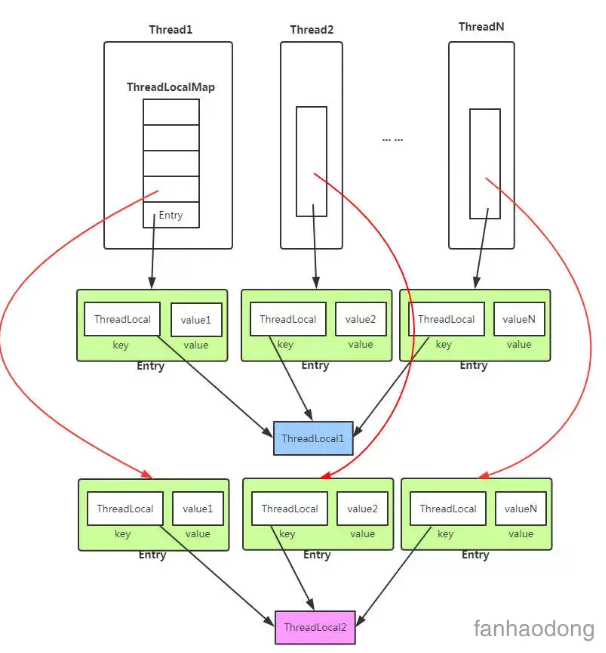 Thread1 Thread2 ThreadN
ThreadLocalMap
... ...
Entry
ThreadLocal value1 ThreadLocal value2 ThreadLocal valueN
key value key value key value
Entry Entry Entry
ThreadLocal1
ThreadLocal value1 ThreadLocal value2 ThreadLocal valueN
key value key value key value
Entry Entry Entry
ThreadLocal2
fanhaodong